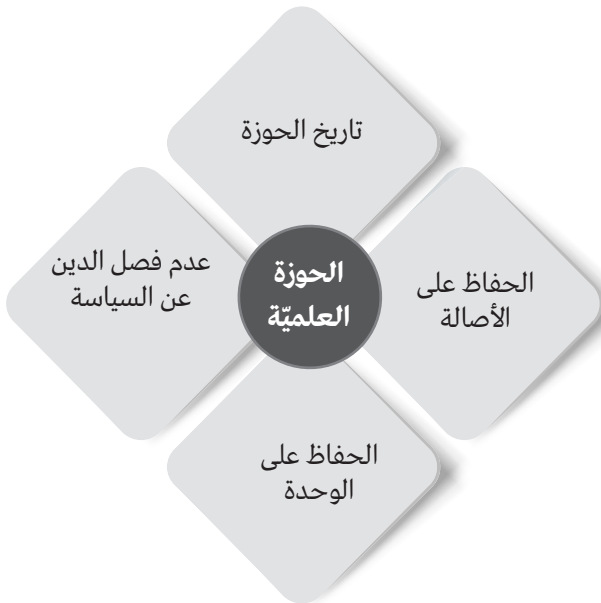 تاريخ الحوزة
الحفاظ على
الأصالة
الحوزة
العلميّة
عدم فصل الدين
عن السياسة
الحفاظ على
الوحدة